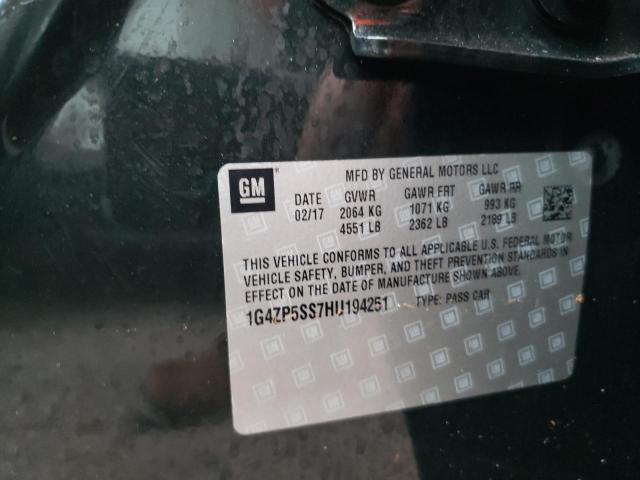 GM
MFD BY GENERAL MOTORS LLC
DATE GVWR GAWR FRT GAWR RR
02/17 2064 KG 1071 KG 993 KG
4551 LB 2362 LB 2189 LB
THIS VEHICLE CONFORMS TO ALL APPLICABLE U.S. FEDERAL MOTOR
VEHICLE SAFETY, BUMPER, AND THEFT PREVENTION STANDARDS IN
EFFECT ON THE DATE OF MANUFACTURE SHOWN ABOVE.
1G4ZP5SS7HU194251 TYPE: PASS CAR